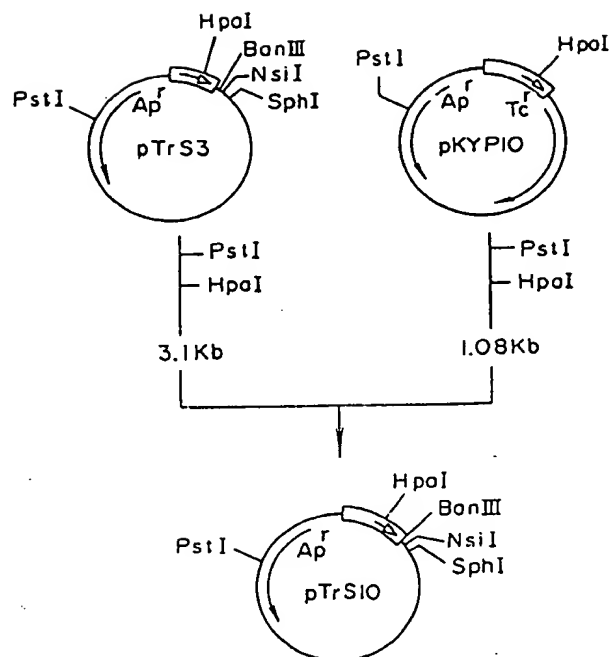 HpaI
BanIII
NsiI
SphI
PstI
Apr
pTrS3
HpaI
PstI
Apr
Tcr
pKYP10
PstI
HpaI
3.1Kb
PstI
HpaI
1.08Kb
HpaI
BanIII
NsiI
SphI
PstI
Apr
pTrS10